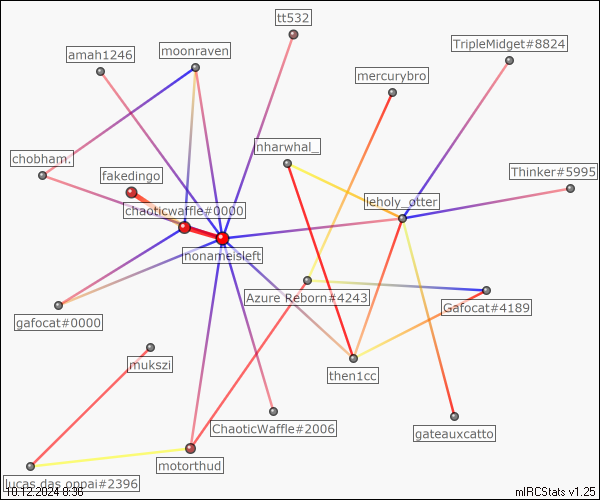 tt532
amah1246
moonraven
TripleMidget#8824
mercurybro
nharwhal_
chobham.
fakedingo
Thinker#5995
leholy_otter
chaoticwaffle#0000
nonameisleft
Azure Reborn#4243
Gafocat#4189
gafocat#0000
mukszi
then1cc
ChaoticWaffle#2006
gateauxcatto
motorthud
lucas das oppai#2396
10.12.2024 8:36
mIRCStats v1.25